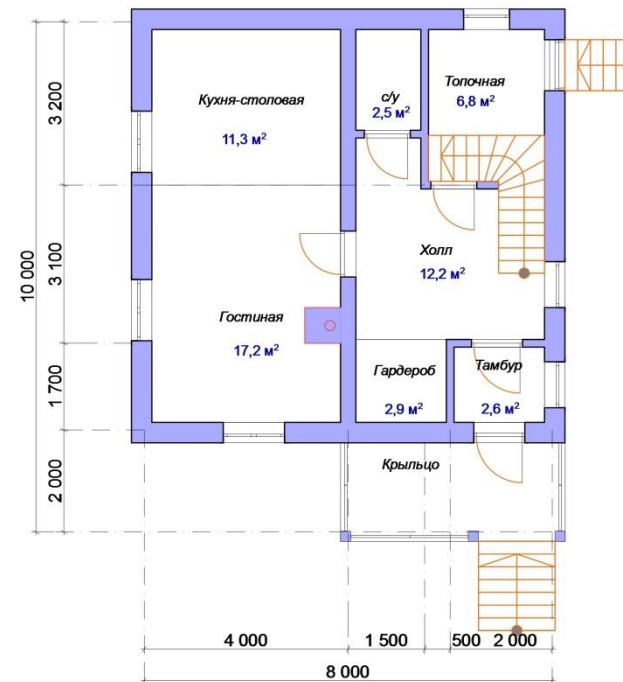 Кухня-столовая
11,3 м²
с/у
2,5 м²
Топочная
6,8 м²
Холл
12,2 м²
Гостиная
17,2 м²
Гардероб
2,9 м²
Тамбур
2,6 м²
Крыльцо
3 200
3 100
1 700
2 000
10 000
4 000
1 500
500
2 000
8 000